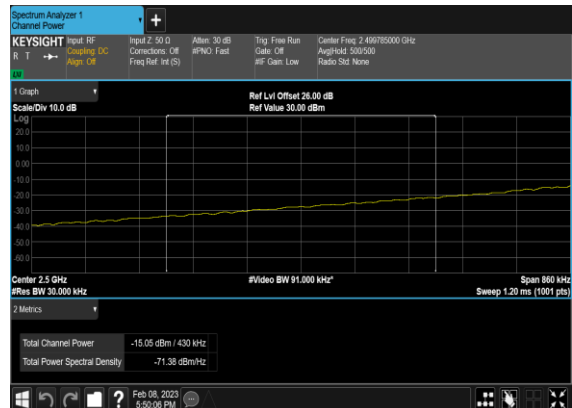 Spectrum Analyzer 1
Channel Power
+
KEYSIGHT Input: RF Input Z: 50 Ω Atten: 30 dB Trig: Free Run Center Freq: 2.499785000 GHz
R T Coupling: DC Corrections: Off #PNO: Fast Gate: Off Avg|Hold: 500/500
Align: Off Freq Ref: Int (S) #IF Gain: Low Radio Std: None
1 Graph
Ref Lvl Offset 26.00 dB
Scale/Div 10.0 dB Ref Value 30.00 dBm
Log
20.0
10.0
0.00
-10.0
-20.0
-30.0
-40.0
-50.0
-60.0
Center 2.5 GHz #Video BW 91.000 kHz* Span 860 kHz
#Res BW 30.000 kHz Sweep 1.20 ms (1001 pts)
2 Metrics
Total Channel Power -15.05 dBm / 430 kHz
Total Power Spectral Density -71.38 dBm/Hz
? Feb 08, 2023
5:50:06 PM